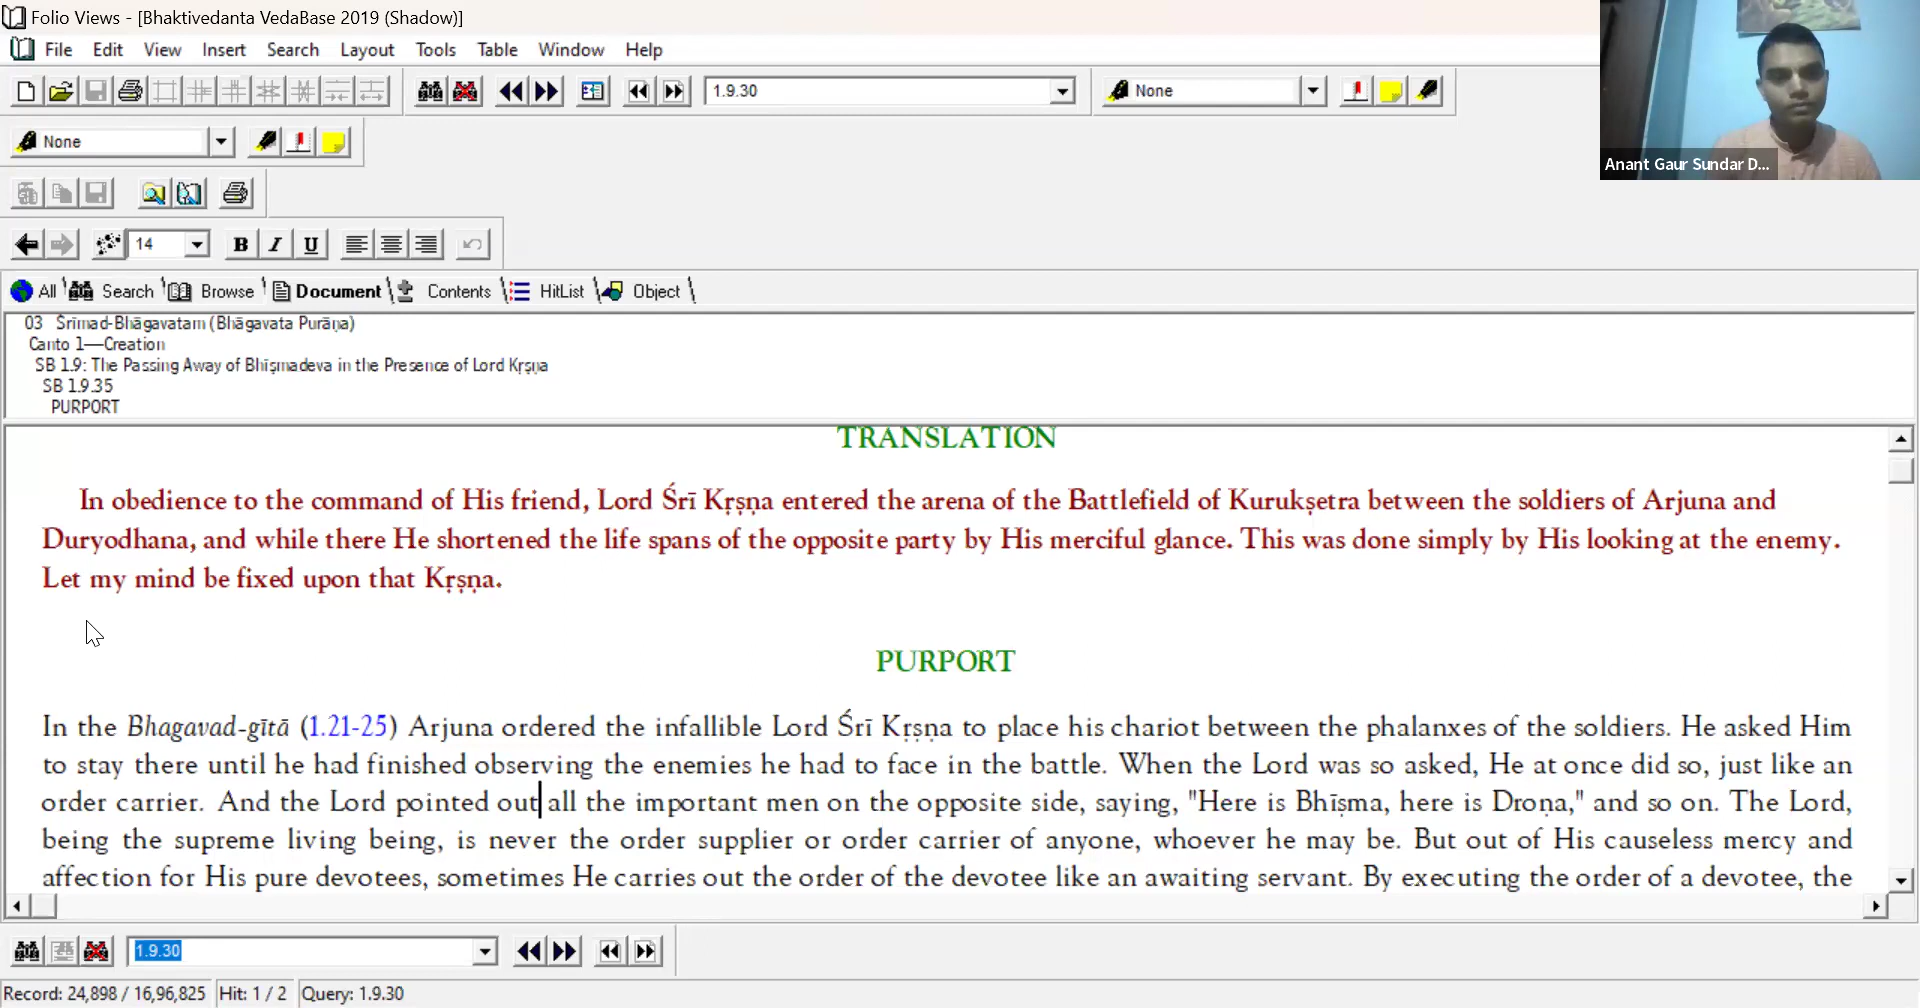 Folio Views - [Bhaktivedanta VedaBase 2019 (Shadow)]
File Edit View Insert Search Layout Tools Table Window Help
1.9.30 None
None
Anant Gaur Sundar D...
14 B I U
All Search Browse Document Contents HitList Object
03 Śrīmad-Bhāgavatam (Bhāgavata Purāṇa)
Canto 1—Creation
SB 1.9: The Passing Away of Bhīṣmadeva in the Presence of Lord Kṛṣṇa
SB 1.9.35
PURPORT
TRANSLATION
In obedience to the command of His friend, Lord Śrī Kṛṣṇa entered the arena of the Battlefield of Kurukṣetra between the soldiers of Arjuna and
Duryodhana, and while there He shortened the life spans of the opposite party by His merciful glance. This was done simply by His looking at the enemy.
Let my mind be fixed upon that Kṛṣṇa.
PURPORT
In the Bhagavad-gītā (1.21-25) Arjuna ordered the infallible Lord Śrī Kṛṣṇa to place his chariot between the phalanxes of the soldiers. He asked Him
to stay there until he had finished observing the enemies he had to face in the battle. When the Lord was so asked, He at once did so, just like an
order carrier. And the Lord pointed out all the important men on the opposite side, saying, "Here is Bhīṣma, here is Droṇa," and so on. The Lord,
being the supreme living being, is never the order supplier or order carrier of anyone, whoever he may be. But out of His causeless mercy and
affection for His pure devotees, sometimes He carries out the order of the devotee like an awaiting servant. By executing the order of a devotee, the
1.9.30
Record: 24,898 / 16,96,825 Hit: 1 / 2 Query: 1.9.30